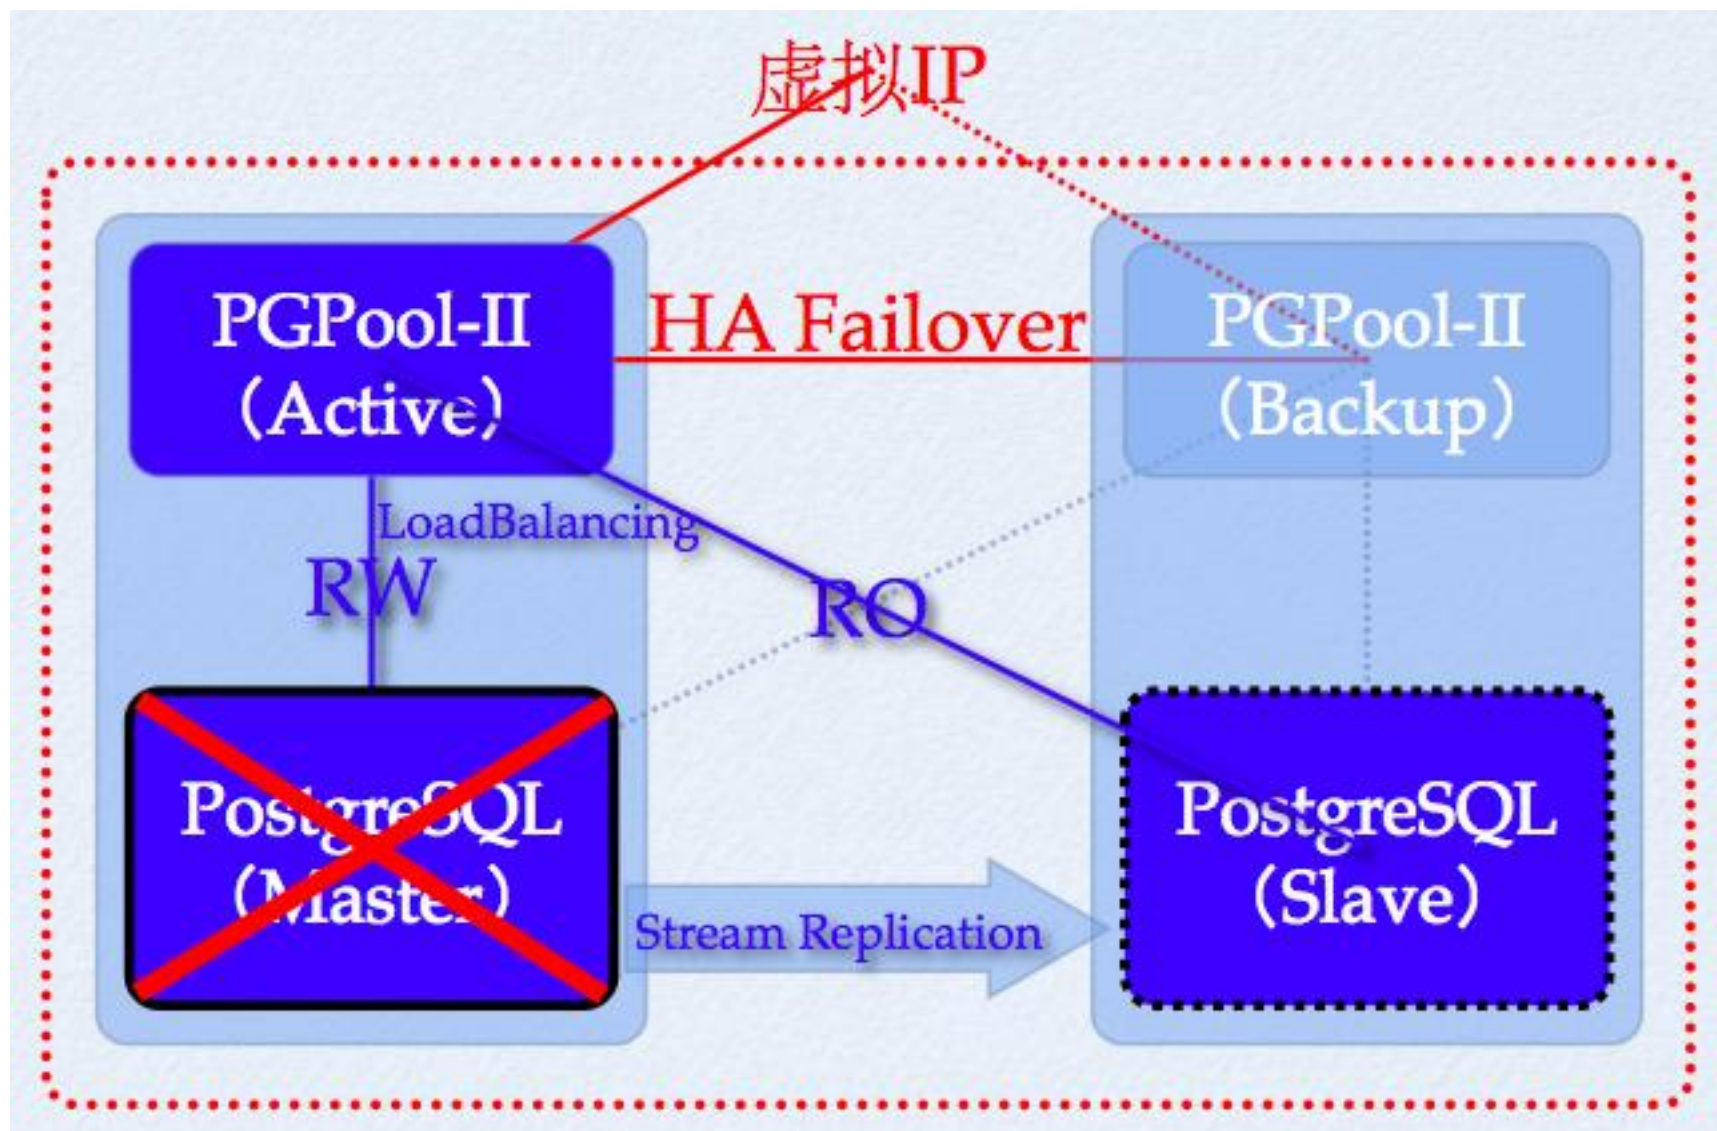 虚拟IP
PGPool-II
（Active）
HA Failover
PGPool-II
（Backup）
LoadBalancing
RW
RO
PostgreSQL
（Master）
Stream Replication
PostgreSQL
（Slave）